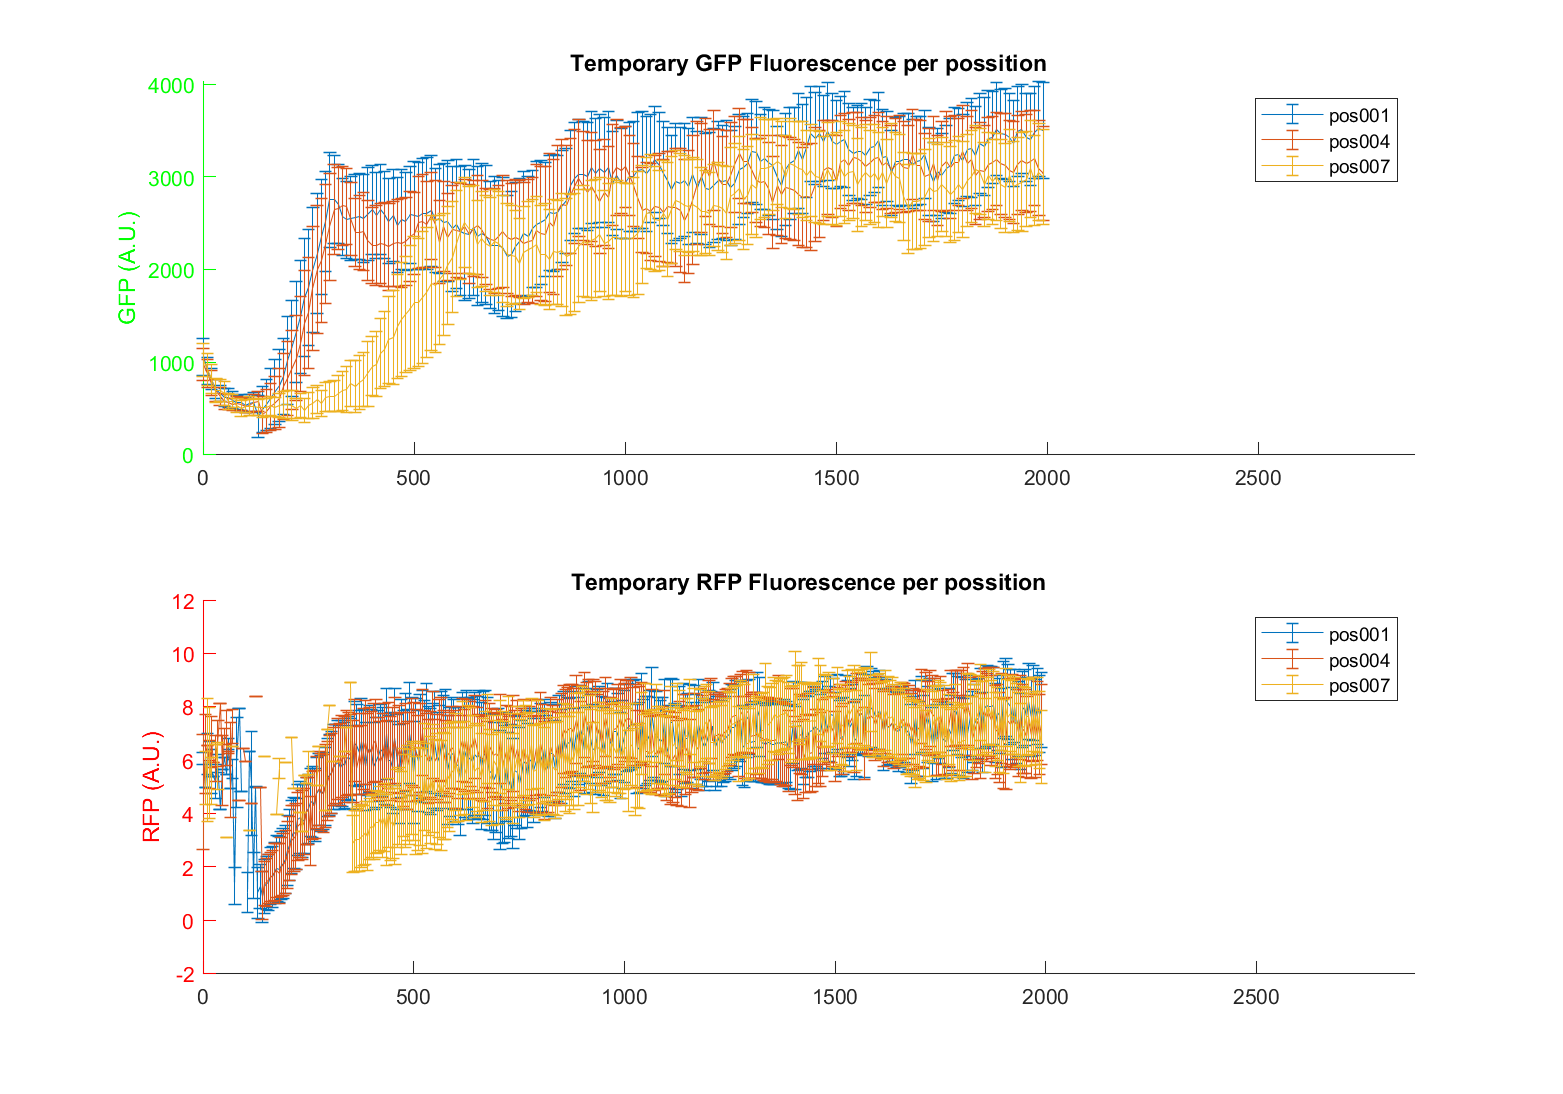 Temporary GFP Fluorescence per possition
GFP (A.U.)
4000
3000
2000
1000
0
0 500 1000 1500 2000 2500
pos001
pos004
pos007
Temporary RFP Fluorescence per possition
RFP (A.U.)
12
10
8
6
4
2
0
-2
0 500 1000 1500 2000 2500
pos001
pos004
pos007